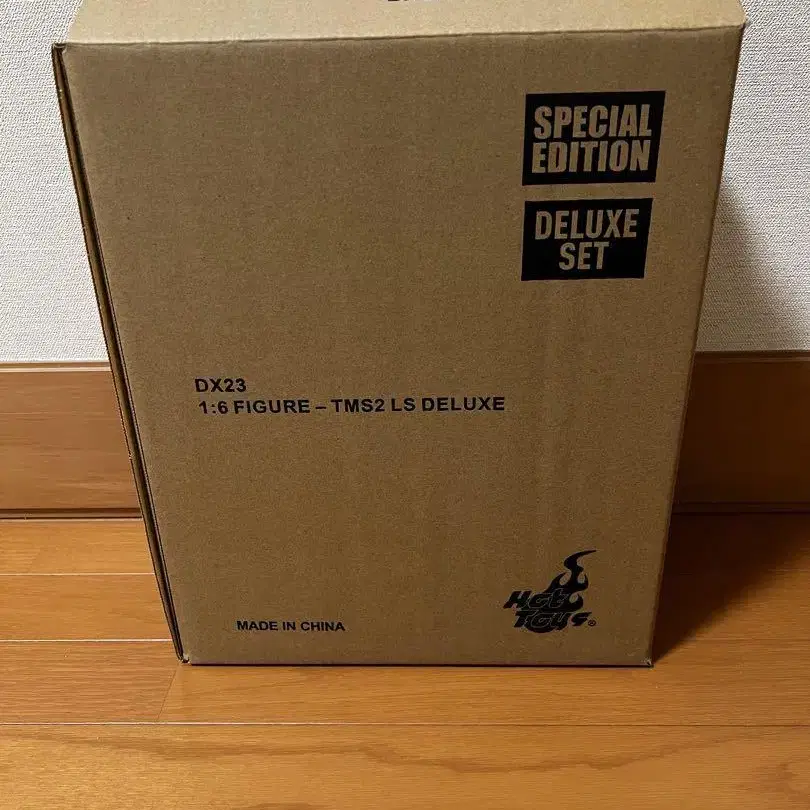 SPECIAL
EDITION
DELUXE
SET
DX23
1:6 FIGURE – TMS2 LS DELUXE
MADE IN CHINA
Hot
Toys®